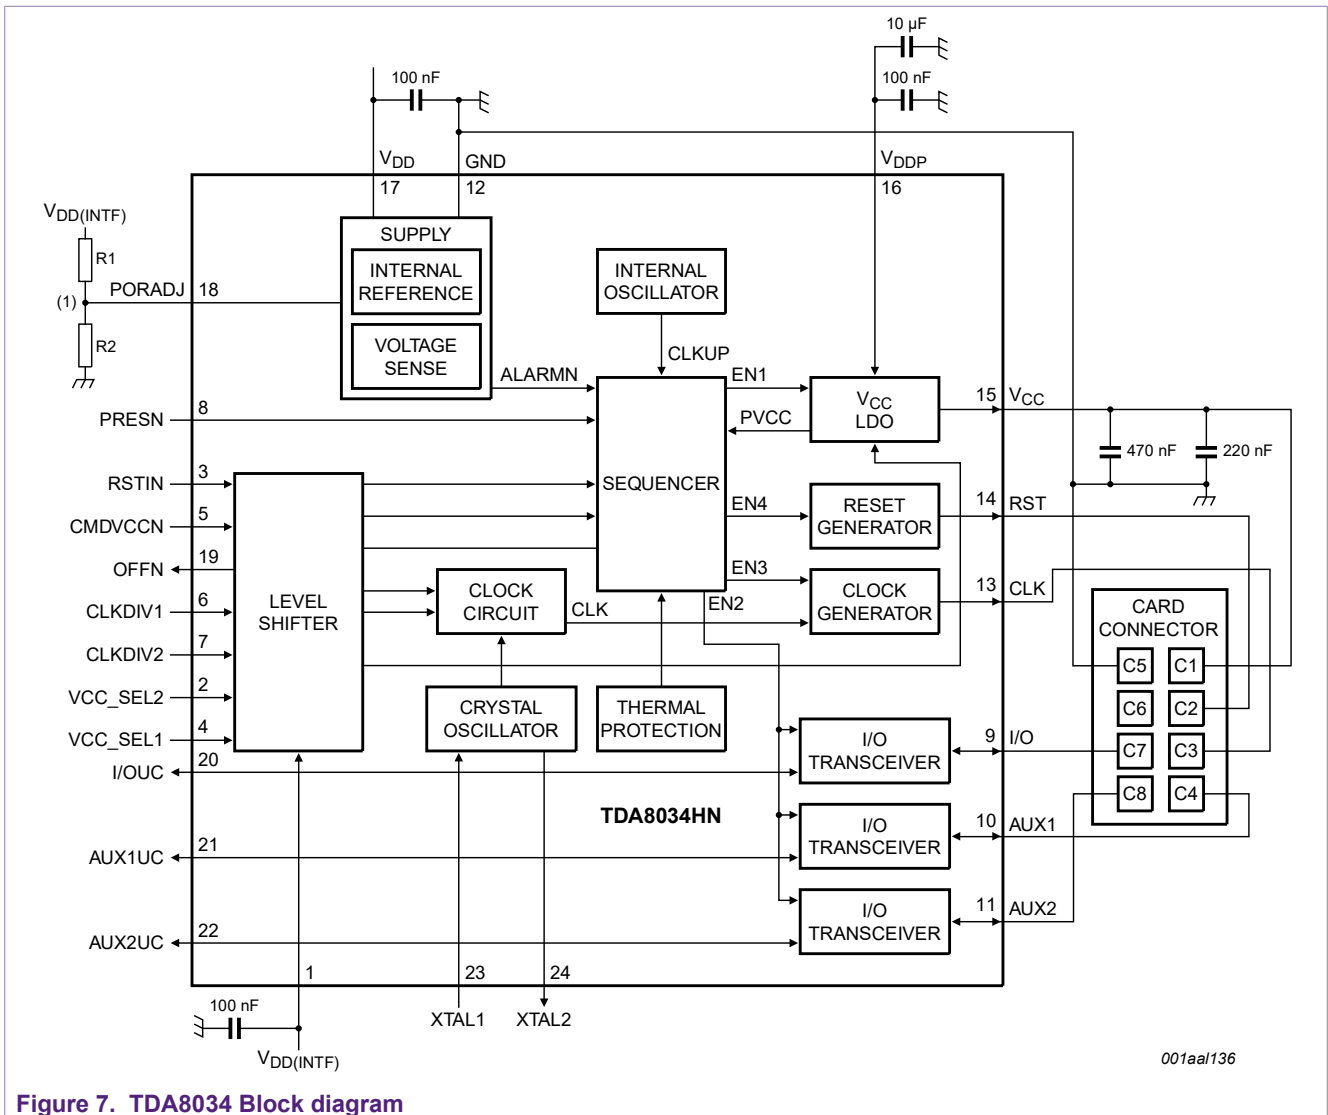 10 µF
100 nF
100 nF
VDD
GND
VDDP
17
12
16
VDD(INTF)
R1
(1)
PORADJ
18
R2
SUPPLY
INTERNAL
REFERENCE
VOLTAGE
SENSE
INTERNAL
OSCILLATOR
CLKUP
ALARMN
EN1
PVCC
VCC
LDO
15
VCC
470 nF
220 nF
PRESN
8
RSTIN
3
CMDVCCN
5
OFFN
19
CLKDIV1
6
CLKDIV2
7
VCC_SEL2
2
VCC_SEL1
4
I/OUC
20
LEVEL
SHIFTER
SEQUENCER
EN4
RESET
GENERATOR
14
RST
EN3
EN2
CLOCK
CIRCUIT
CLK
CLOCK
GENERATOR
13
CLK
CARD
CONNECTOR
C5
C1
C6
C2
C7
C3
C8
C4
CRYSTAL
OSCILLATOR
THERMAL
PROTECTION
I/O
TRANSCEIVER
9
I/O
TDA8034HN
I/O
TRANSCEIVER
10
AUX1
AUX1UC
21
I/O
TRANSCEIVER
11
AUX2
AUX2UC
22
1
23
24
100 nF
VDD(INTF)
XTAL1
XTAL2
001aal136
Figure 7. TDA8034 Block diagram